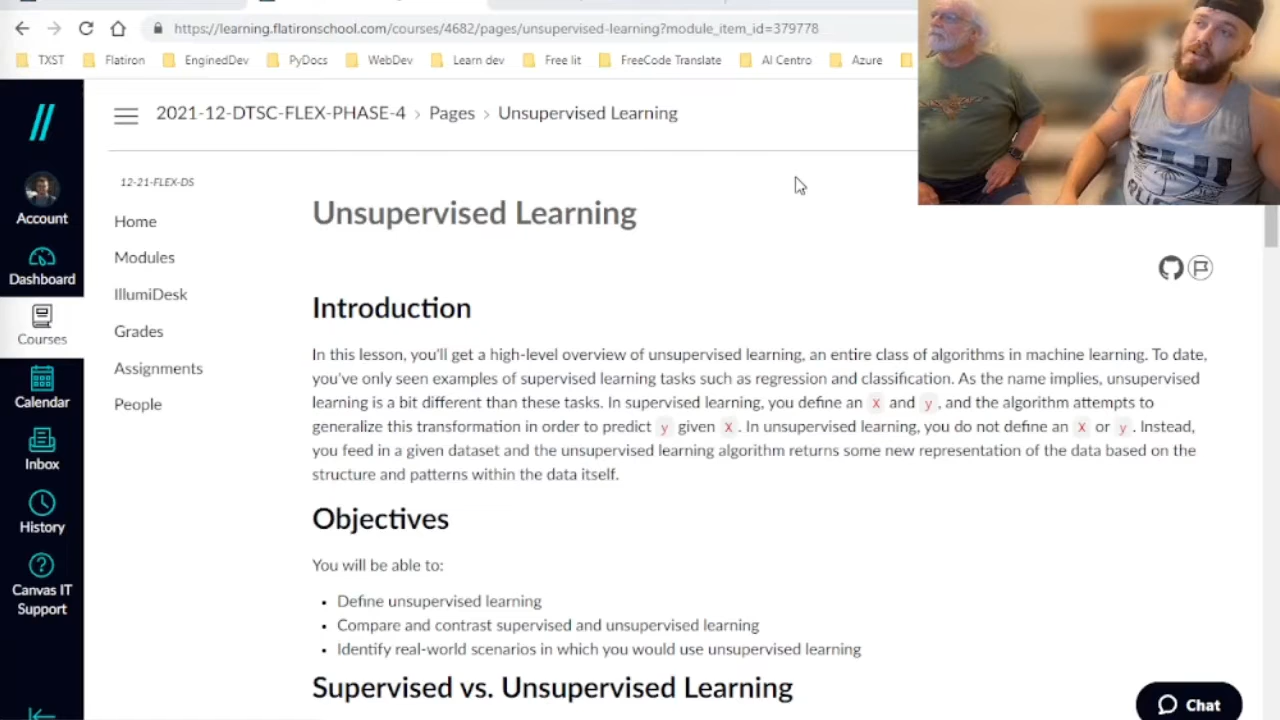 https://learning.flatironschool.com/courses/4682/pages/unsupervised-learning?module_item_id=379778
TXST Flatiron EnginedDev PyDocs WebDev Learn dev Free lit FreeCode Translate AI Centro Azure
2021-12-DTSC-FLEX-PHASE-4 > Pages > Unsupervised Learning
12-21-FLEX-DS
Account
Dashboard
Courses
Calendar
Inbox
History
Canvas IT
Support
Home
Modules
IllumiDesk
Grades
Assignments
People
Unsupervised Learning
Introduction
In this lesson, you'll get a high-level overview of unsupervised learning, an entire class of algorithms in machine learning. To date,
you've only seen examples of supervised learning tasks such as regression and classification. As the name implies, unsupervised
learning is a bit different than these tasks. In supervised learning, you define an X and y, and the algorithm attempts to
generalize this transformation in order to predict y given X. In unsupervised learning, you do not define an X or y. Instead,
you feed in a given dataset and the unsupervised learning algorithm returns some new representation of the data based on the
structure and patterns within the data itself.
Objectives
You will be able to:
• Define unsupervised learning
• Compare and contrast supervised and unsupervised learning
• Identify real-world scenarios in which you would use unsupervised learning
Supervised vs. Unsupervised Learning
Chat